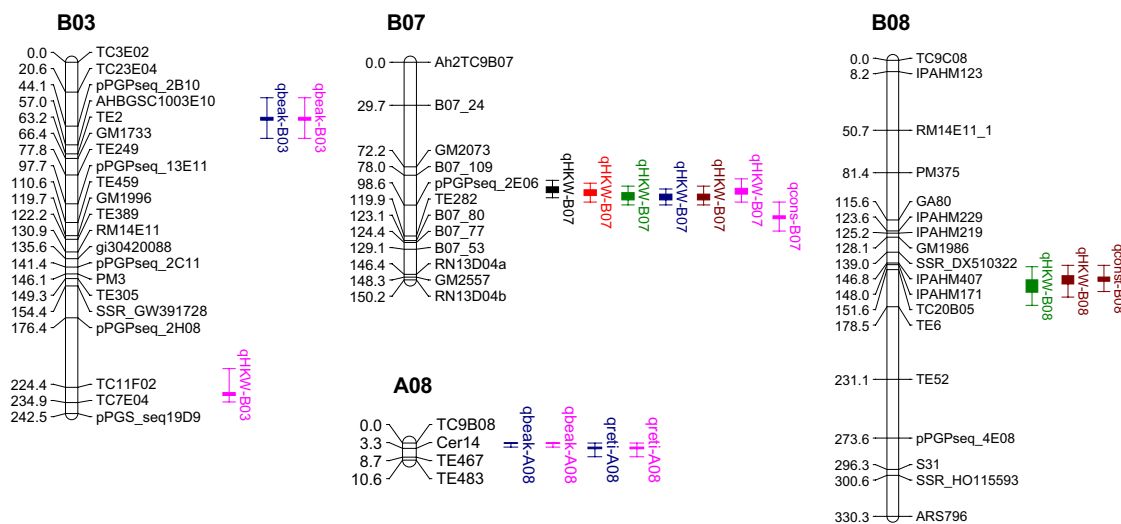 B03
0.0 TC3E02
20.6 TC23E04
44.1 pPGPseq_2B10
57.0 AHBGSC1003E10
63.2 TE2
66.4 GM1733
77.8 TE249
97.7 pPGPseq_13E11
110.6 TE459
119.7 GM1996
122.2 TE389
130.9 RM14E11
135.6 gi30420088
141.4 pPGPseq_2C11
146.1 PM3
149.3 TE305
154.4 SSR_GW391728
176.4 pPGPseq_2H08
224.4 TC11F02
234.9 TC7E04
242.5 pPGS_seq19D9
qbeak-B03
qbeak-B03
qHKW-B03
B07
0.0 Ah2TC9B07
29.7 B07_24
72.2 GM2073
78.0 B07_109
98.6 pPGPseq_2E06
119.9 TE282
123.1 B07_80
124.4 B07_77
129.1 B07_53
146.4 RN13D04a
148.3 GM2557
150.2 RN13D04b
qHKW-B07
qHKW-B07
qHKW-B07
qHKW-B07
qHKW-B07
qHKW-B07
qcons-B07
A08
0.0 TC9B08
3.3 Cer14
8.7 TE467
10.6 TE483
qbeak-A08
qbeak-A08
qreti-A08
qreti-A08
B08
0.0 TC9C08
8.2 IPAHM123
50.7 RM14E11_1
81.4 PM375
115.6 GA80
123.6 IPAHM229
125.2 IPAHM219
128.1 GM1986
139.0 SSR_DX510322
146.8 IPAHM407
148.0 IPAHM171
151.6 TC20B05
178.5 TE6
231.1 TE52
273.6 pPGPseq_4E08
296.3 S31
300.6 SSR_HO115593
330.3 ARS796
qHKW-B08
qHKW-B08
qcons-B08